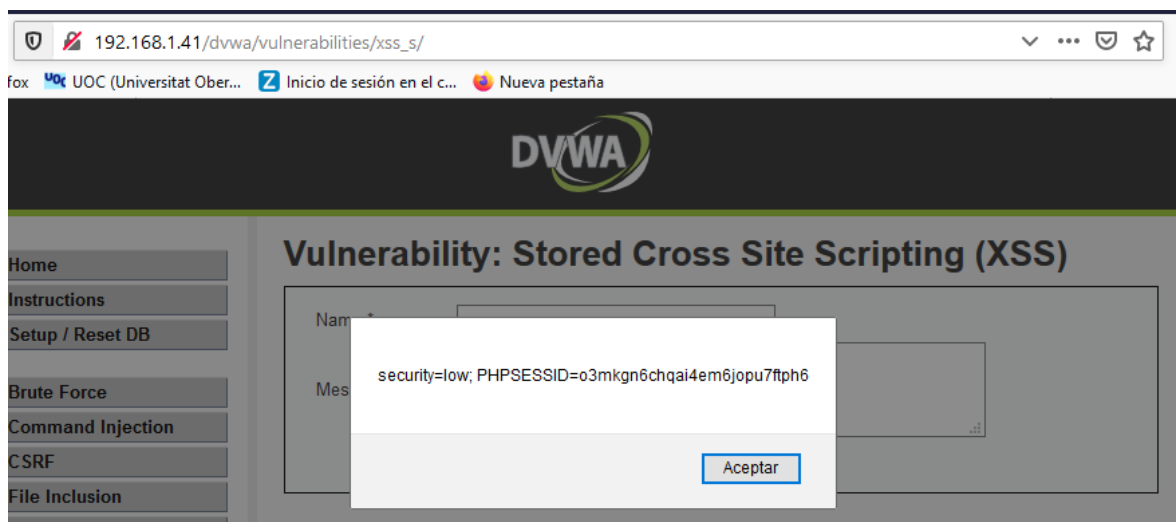 192.168.1.41/dvwa/vulnerabilities/xss_s/
fox UOC (Universitat Ober... Inicio de sesión en el c... Nueva pestaña
DVWA
Vulnerability: Stored Cross Site Scripting (XSS)
Home
Instructions
Setup / Reset DB
Brute Force
Command Injection
CSRF
File Inclusion
Nam *
Mes
security=low; PHPSESSID=o3mkgn6chqai4em6jopu7ftph6
Aceptar